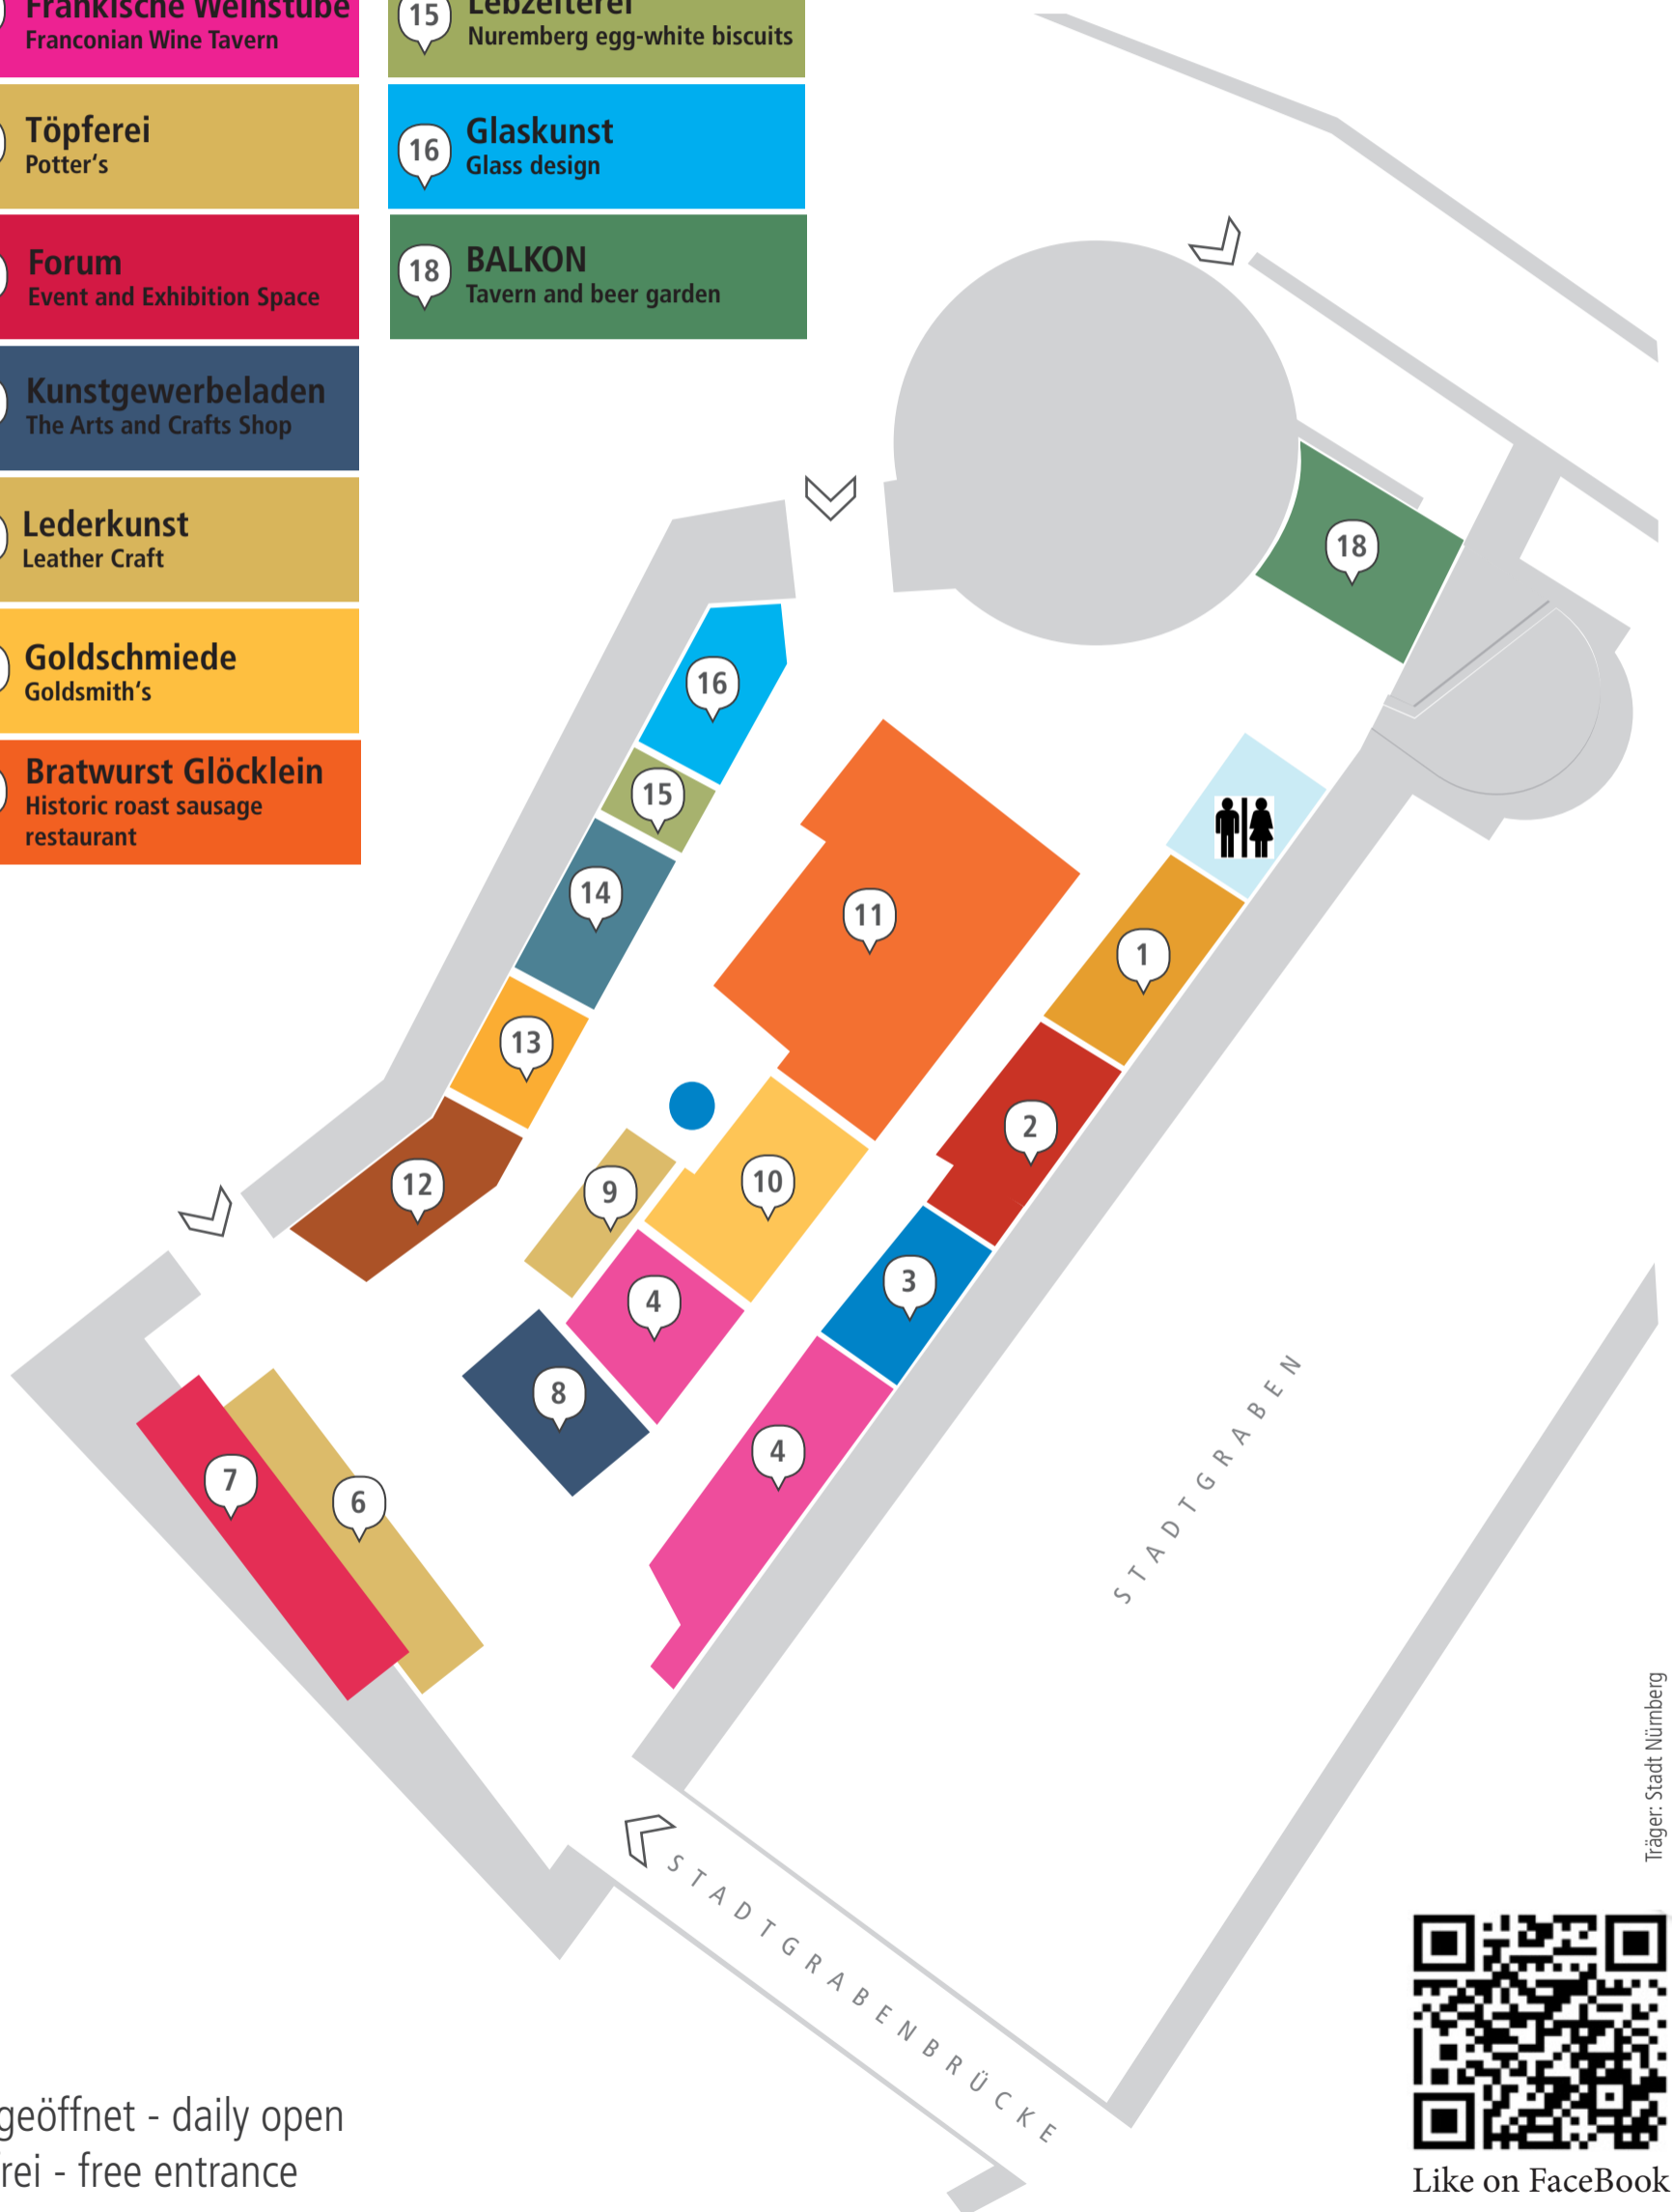 Fränkische Weinstube
Franconian Wine Tavern
Töpferei
Potter‘s
Forum
Event and Exhibition Space
Kunstgewerbeladen
The Arts and Crafts Shop
Lederkunst
Leather Craft
Goldschmiede
Goldsmith‘s
Bratwurst Glöcklein
Historic roast sausage
restaurant
15
Lebzelterei
Nuremberg egg-white biscuits
16
Glaskunst
Glass design
18
BALKON
Tavern and beer garden
18
16
15
14
11
1
13
2
12
9
10
3
4
8
4
7
6
STADTGRABEN
STADTGRABENBRÜCKE
Träger: Stadt Nürnberg
geöffnet - daily open
rei - free entrance
Like on FaceBook